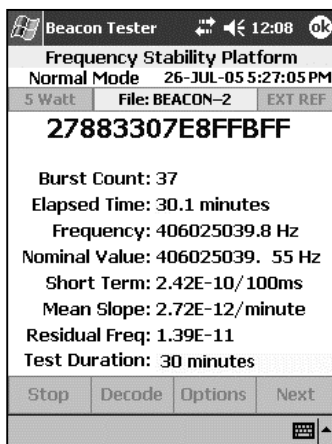 Beacon Tester 12:08 ok
Frequency Stability Platform
Normal Mode 26-JUL-05 5:27:05 PM
5 Watt File: BEACON-2 EXT REF
27883307E8FFBFF
Burst Count: 37
Elapsed Time: 30.1 minutes
Frequency: 406025039.8 Hz
Nominal Value: 406025039. 55 Hz
Short Term: 2.42E-10/100ms
Mean Slope: 2.72E-12/minute
Residual Freq: 1.39E-11
Test Duration: 30 minutes
Stop Decode Options Next